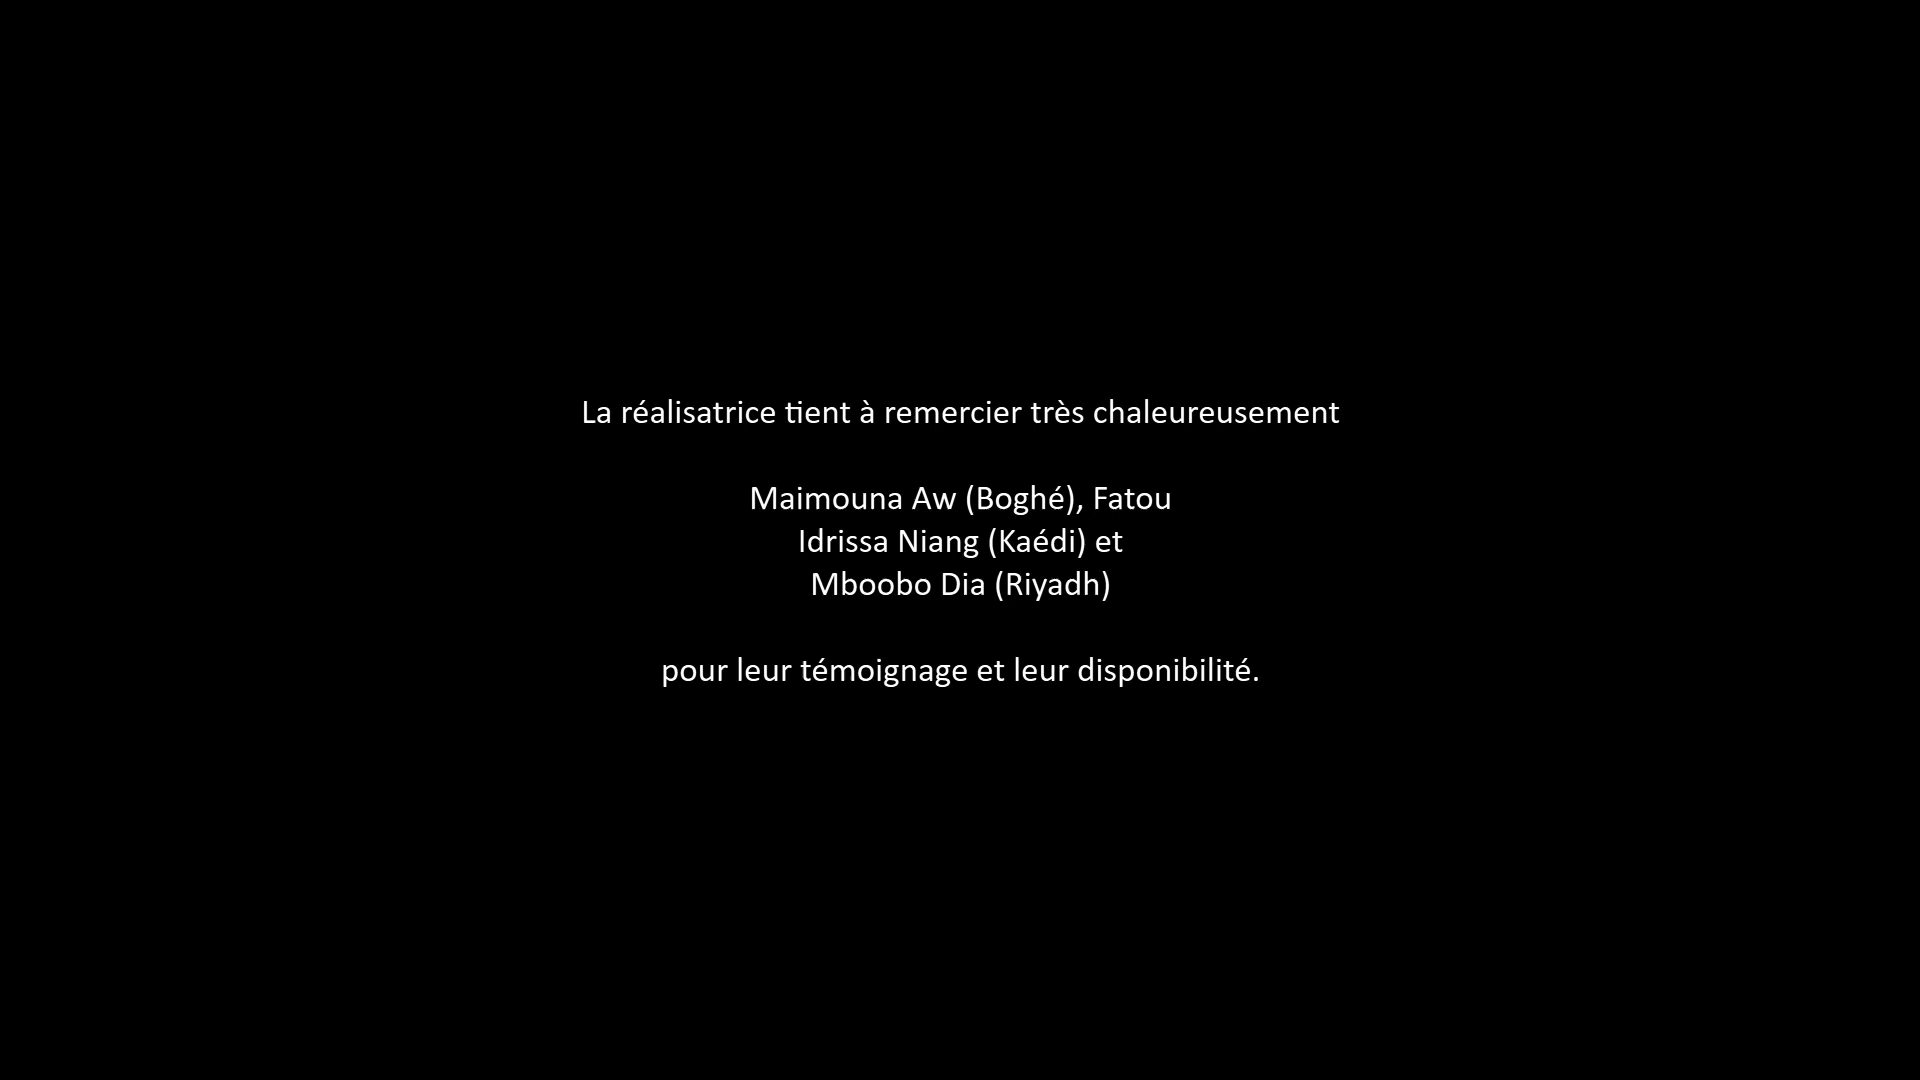 La réalisatrice tient à remercier très chaleureusement
Maimouna Aw (Boghé), Fatou
Idrissa Niang (Kaédi) et
Mboobo Dia (Riyadh)
pour leur témoignage et leur disponibilité.